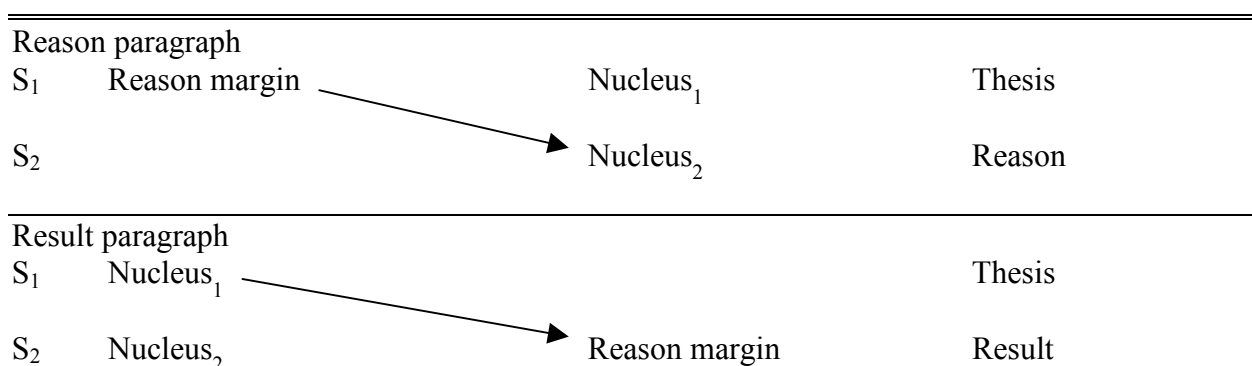 Reason paragraph
S₁ Reason margin Nucleus₁ Thesis
S₂ Nucleus₂ Reason
Result paragraph
S₁ Nucleus₁ Thesis
S₂ Nucleus₂ Reason margin Result